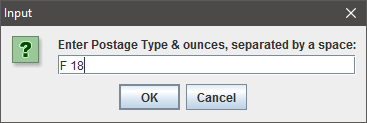 Input
Enter Postage Type & ounces, separated by a space:
F 18
OK Cancel